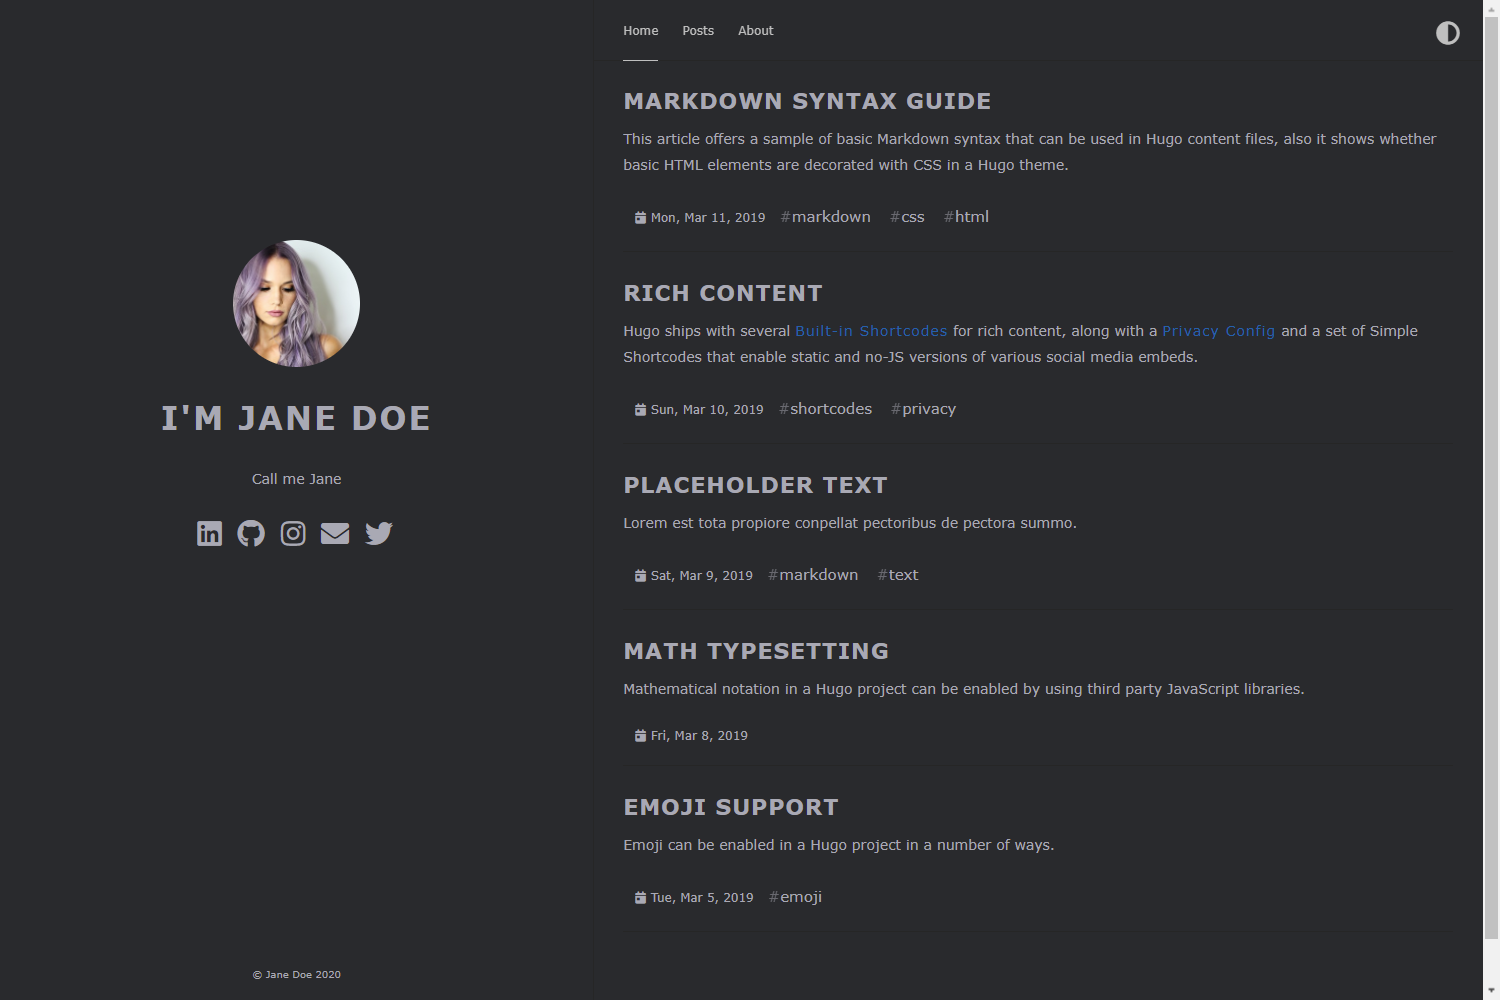 I'M JANE DOE
Call me Jane
© Jane Doe 2020
Home Posts About
MARKDOWN SYNTAX GUIDE
This article offers a sample of basic Markdown syntax that can be used in Hugo content files, also it shows whether
basic HTML elements are decorated with CSS in a Hugo theme.
Mon, Mar 11, 2019 #markdown #css #html
RICH CONTENT
Hugo ships with several Built-in Shortcodes for rich content, along with a Privacy Config and a set of Simple
Shortcodes that enable static and no-JS versions of various social media embeds.
Sun, Mar 10, 2019 #shortcodes #privacy
PLACEHOLDER TEXT
Lorem est tota propiore conpellat pectoribus de pectora summo.
Sat, Mar 9, 2019 #markdown #text
MATH TYPESETTING
Mathematical notation in a Hugo project can be enabled by using third party JavaScript libraries.
Fri, Mar 8, 2019
EMOJI SUPPORT
Emoji can be enabled in a Hugo project in a number of ways.
Tue, Mar 5, 2019 #emoji